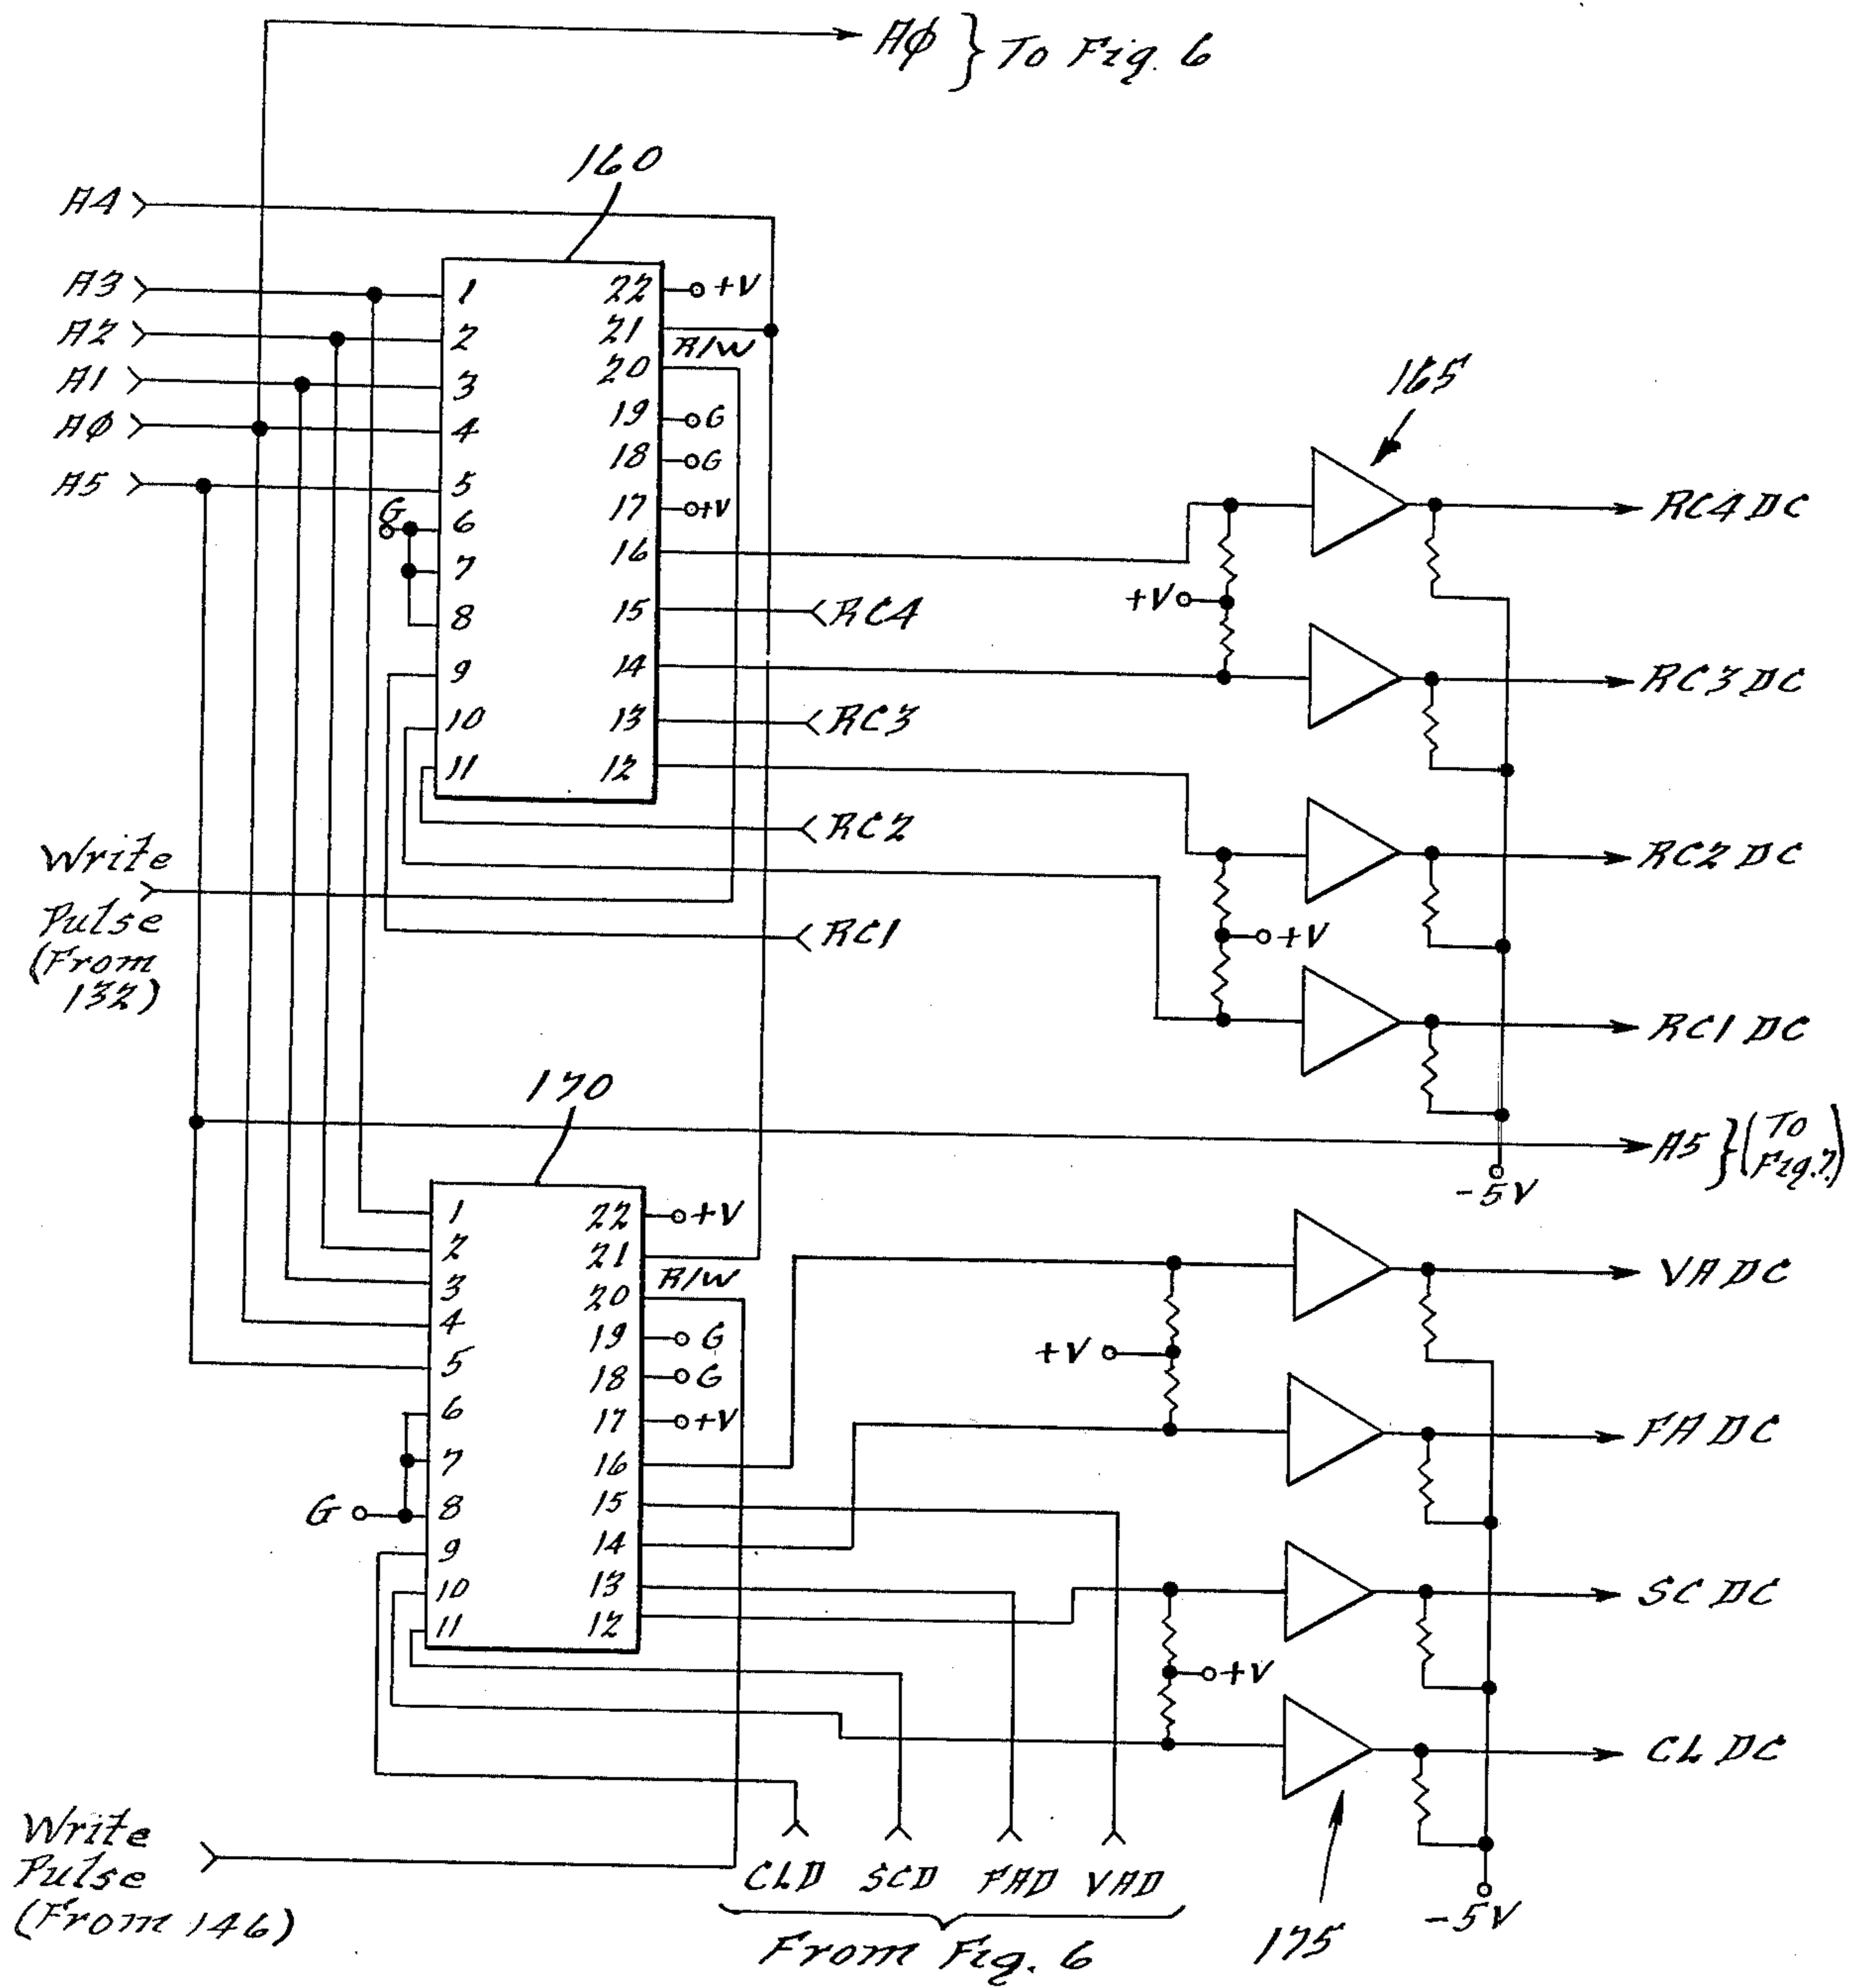 Aϕ } To Fig. 6
160
A4
A3
A2
A1
Aϕ
A5
1
2
3
4
5
G
6
7
8
9
10
11
22 +V
21
R/W
20
19 G
18 G
17 +V
16
15 RC4
14
13 RC3
12
RC2
RC1
Write
Pulse
(From
132)
165
RC4 DC
+V
RC3 DC
RC2 DC
+V
RC1 DC
A5 } (To
Fig. 7)
-5V
170
1
2
3
4
5
6
7
G 8
9
10
11
22 +V
21
R/W
20
19 G
18 G
17 +V
16
15
14
13
12
VA DC
+V
FA DC
SC DC
+V
CL DC
175
-5V
Write
Pulse
(From 146)
CLD SCD FAD VAD
From Fig. 6